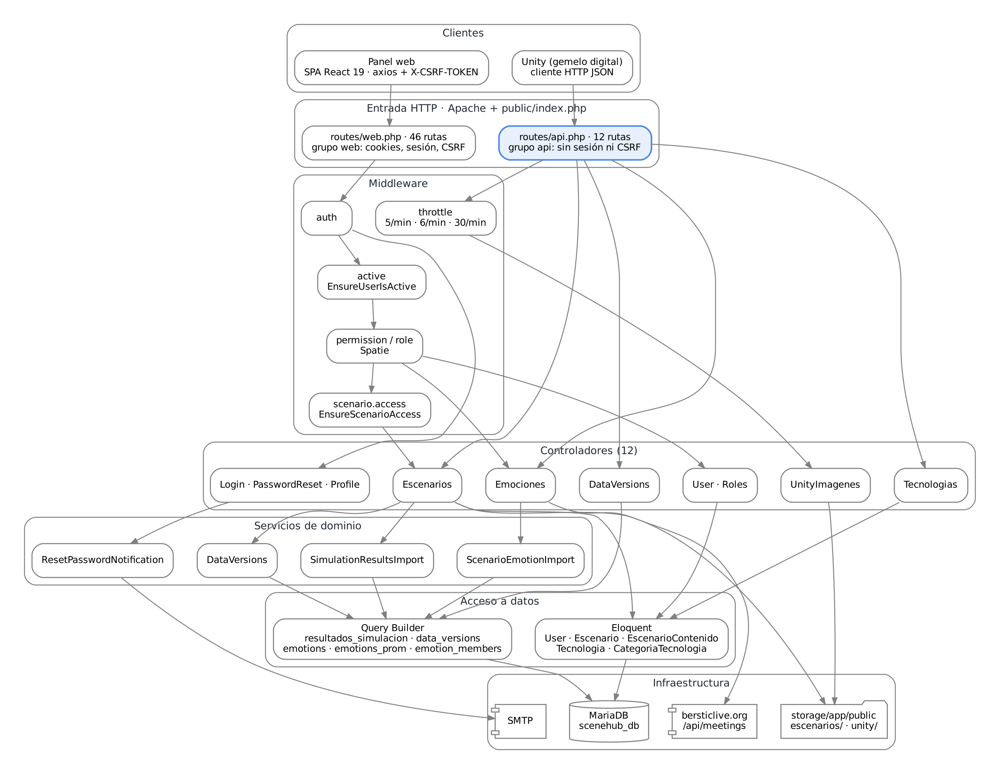 Clientes
Panel web
SPA React 19 · axios + X-CSRF-TOKEN
Unity (gemelo digital)
cliente HTTP JSON
Entrada HTTP · Apache + public/index.php
routes/web.php · 46 rutas
grupo web: cookies, sesión, CSRF
routes/api.php · 12 rutas
grupo api: sin sesión ni CSRF
Middleware
auth
throttle
5/min · 6/min · 30/min
active
EnsureUserIsActive
permission / role
Spatie
scenario.access
EnsureScenarioAccess
Controladores (12)
Login · PasswordReset · Profile
Escenarios
Emociones
DataVersions
User · Roles
UnityImagenes
Tecnologias
Servicios de dominio
ResetPasswordNotification
DataVersions
SimulationResultsImport
ScenarioEmotionImport
Acceso a datos
Query Builder
resultados_simulacion · data_versions
emotions · emotions_prom · emotion_members
Eloquent
User · Escenario · EscenarioContenido
Tecnologia · CategoriaTecnologia
Infraestructura
SMTP
MariaDB
scenehub_db
bersticlive.org
/api/meetings
storage/app/public
escenarios/ · unity/